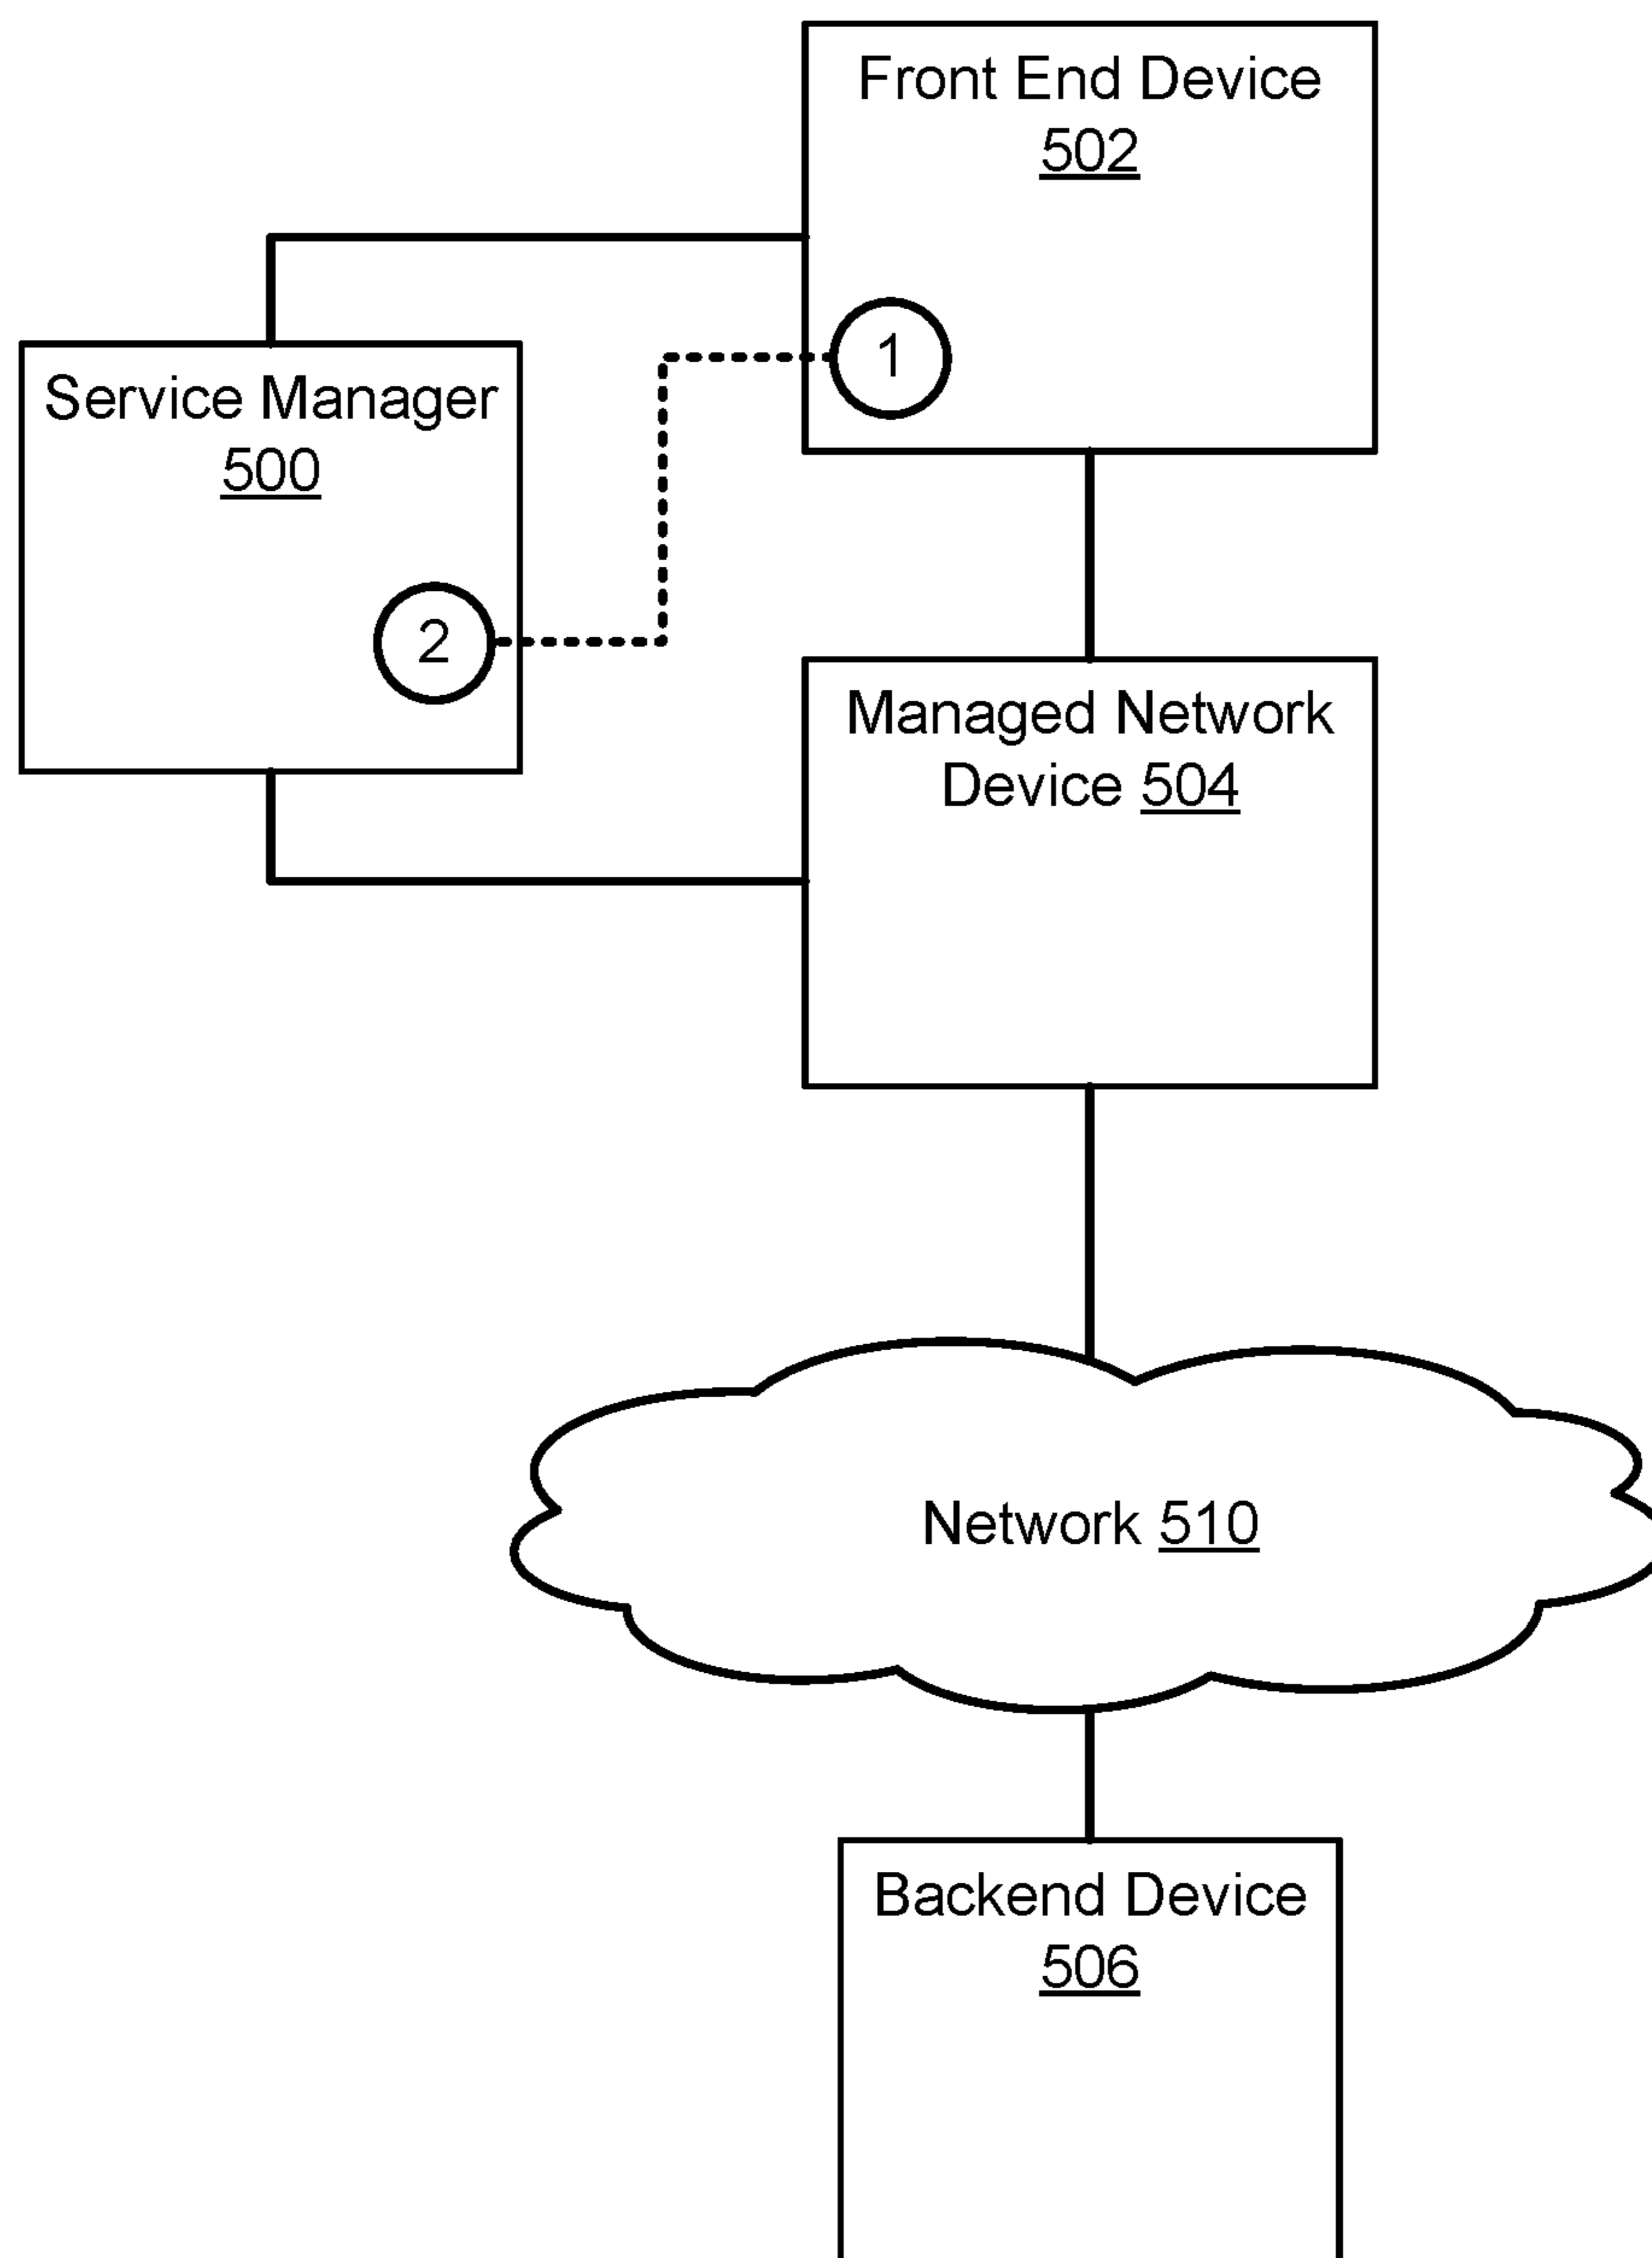 Front End Device
502
1
Service Manager
500
2
Managed Network
Device 504
Network 510
Backend Device
506